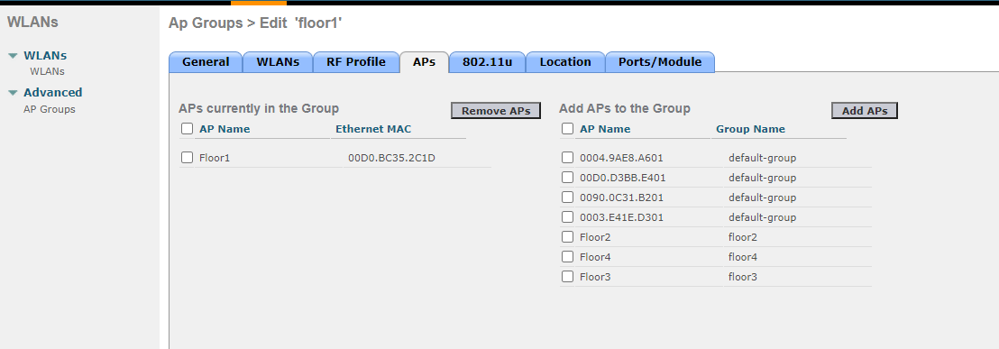 WLANs
WLANs
WLANs
Advanced
AP Groups
Ap Groups > Edit 'floor1'
General WLANs RF Profile APs 802.11u Location Ports/Module
APs currently in the Group Remove APs
AP Name Ethernet MAC
Floor1 00D0.BC35.2C1D
Add APs to the Group Add APs
AP Name Group Name
0004.9AE8.A601 default-group
00D0.D3BB.E401 default-group
0090.0C31.B201 default-group
0003.E41E.D301 default-group
Floor2 floor2
Floor4 floor4
Floor3 floor3